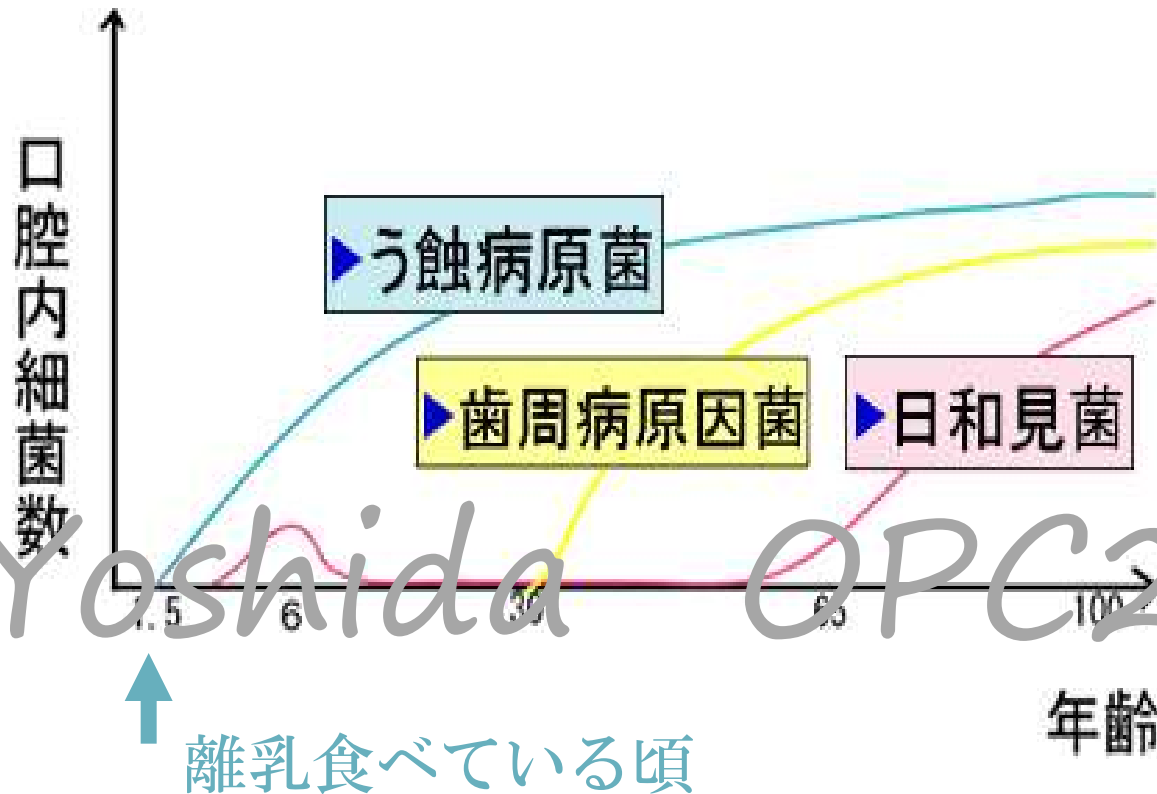 口腔内細菌数
う蝕病原菌
歯周病原因菌
日和見菌
1.5 6 30 65 100
Yoshida OPC2
年齢
離乳食べている頃